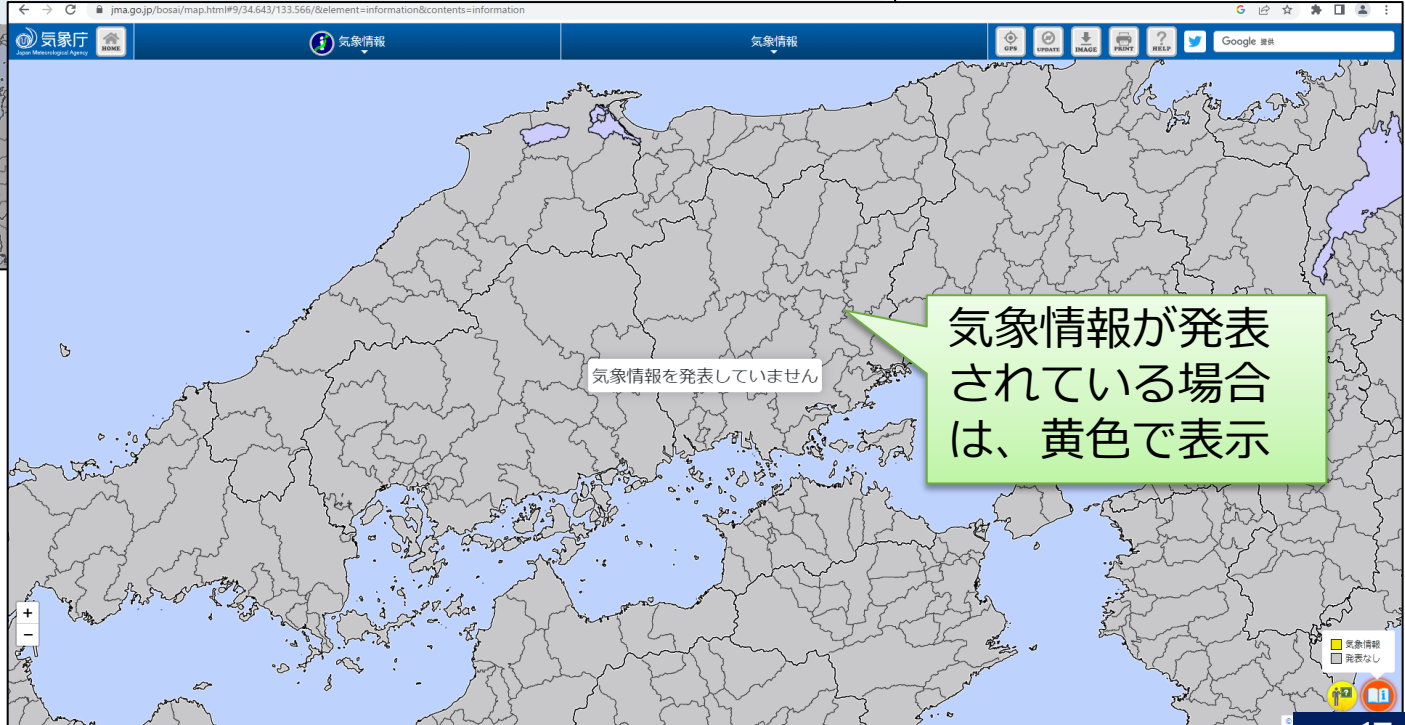 jma.go.jp/bosai/map.html#9/34.643/133.566/&element=information&contents=information
気象庁
Japan Meteorological Agency
HOME
気象情報
気象情報
GPS
UPDATE
IMAGE
PRINT
HELP
Google 提供
気象情報が発表
されている場合
は、黄色で表示
気象情報を発表していません
+
−
気象情報
発表なし